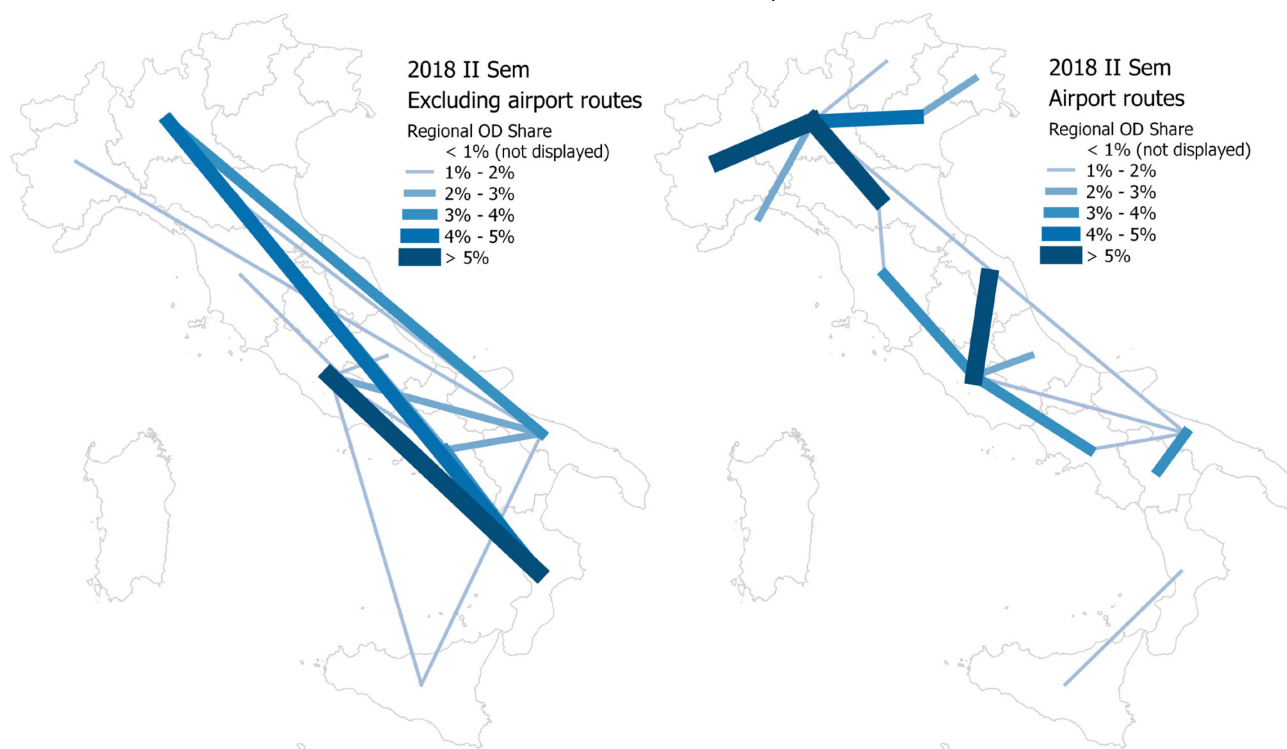 2018 II Sem
Excluding airport routes
Regional OD Share
< 1% (not displayed)
1% - 2%
2% - 3%
3% - 4%
4% - 5%
> 5%
2018 II Sem
Airport routes
Regional OD Share
< 1% (not displayed)
1% - 2%
2% - 3%
3% - 4%
4% - 5%
> 5%